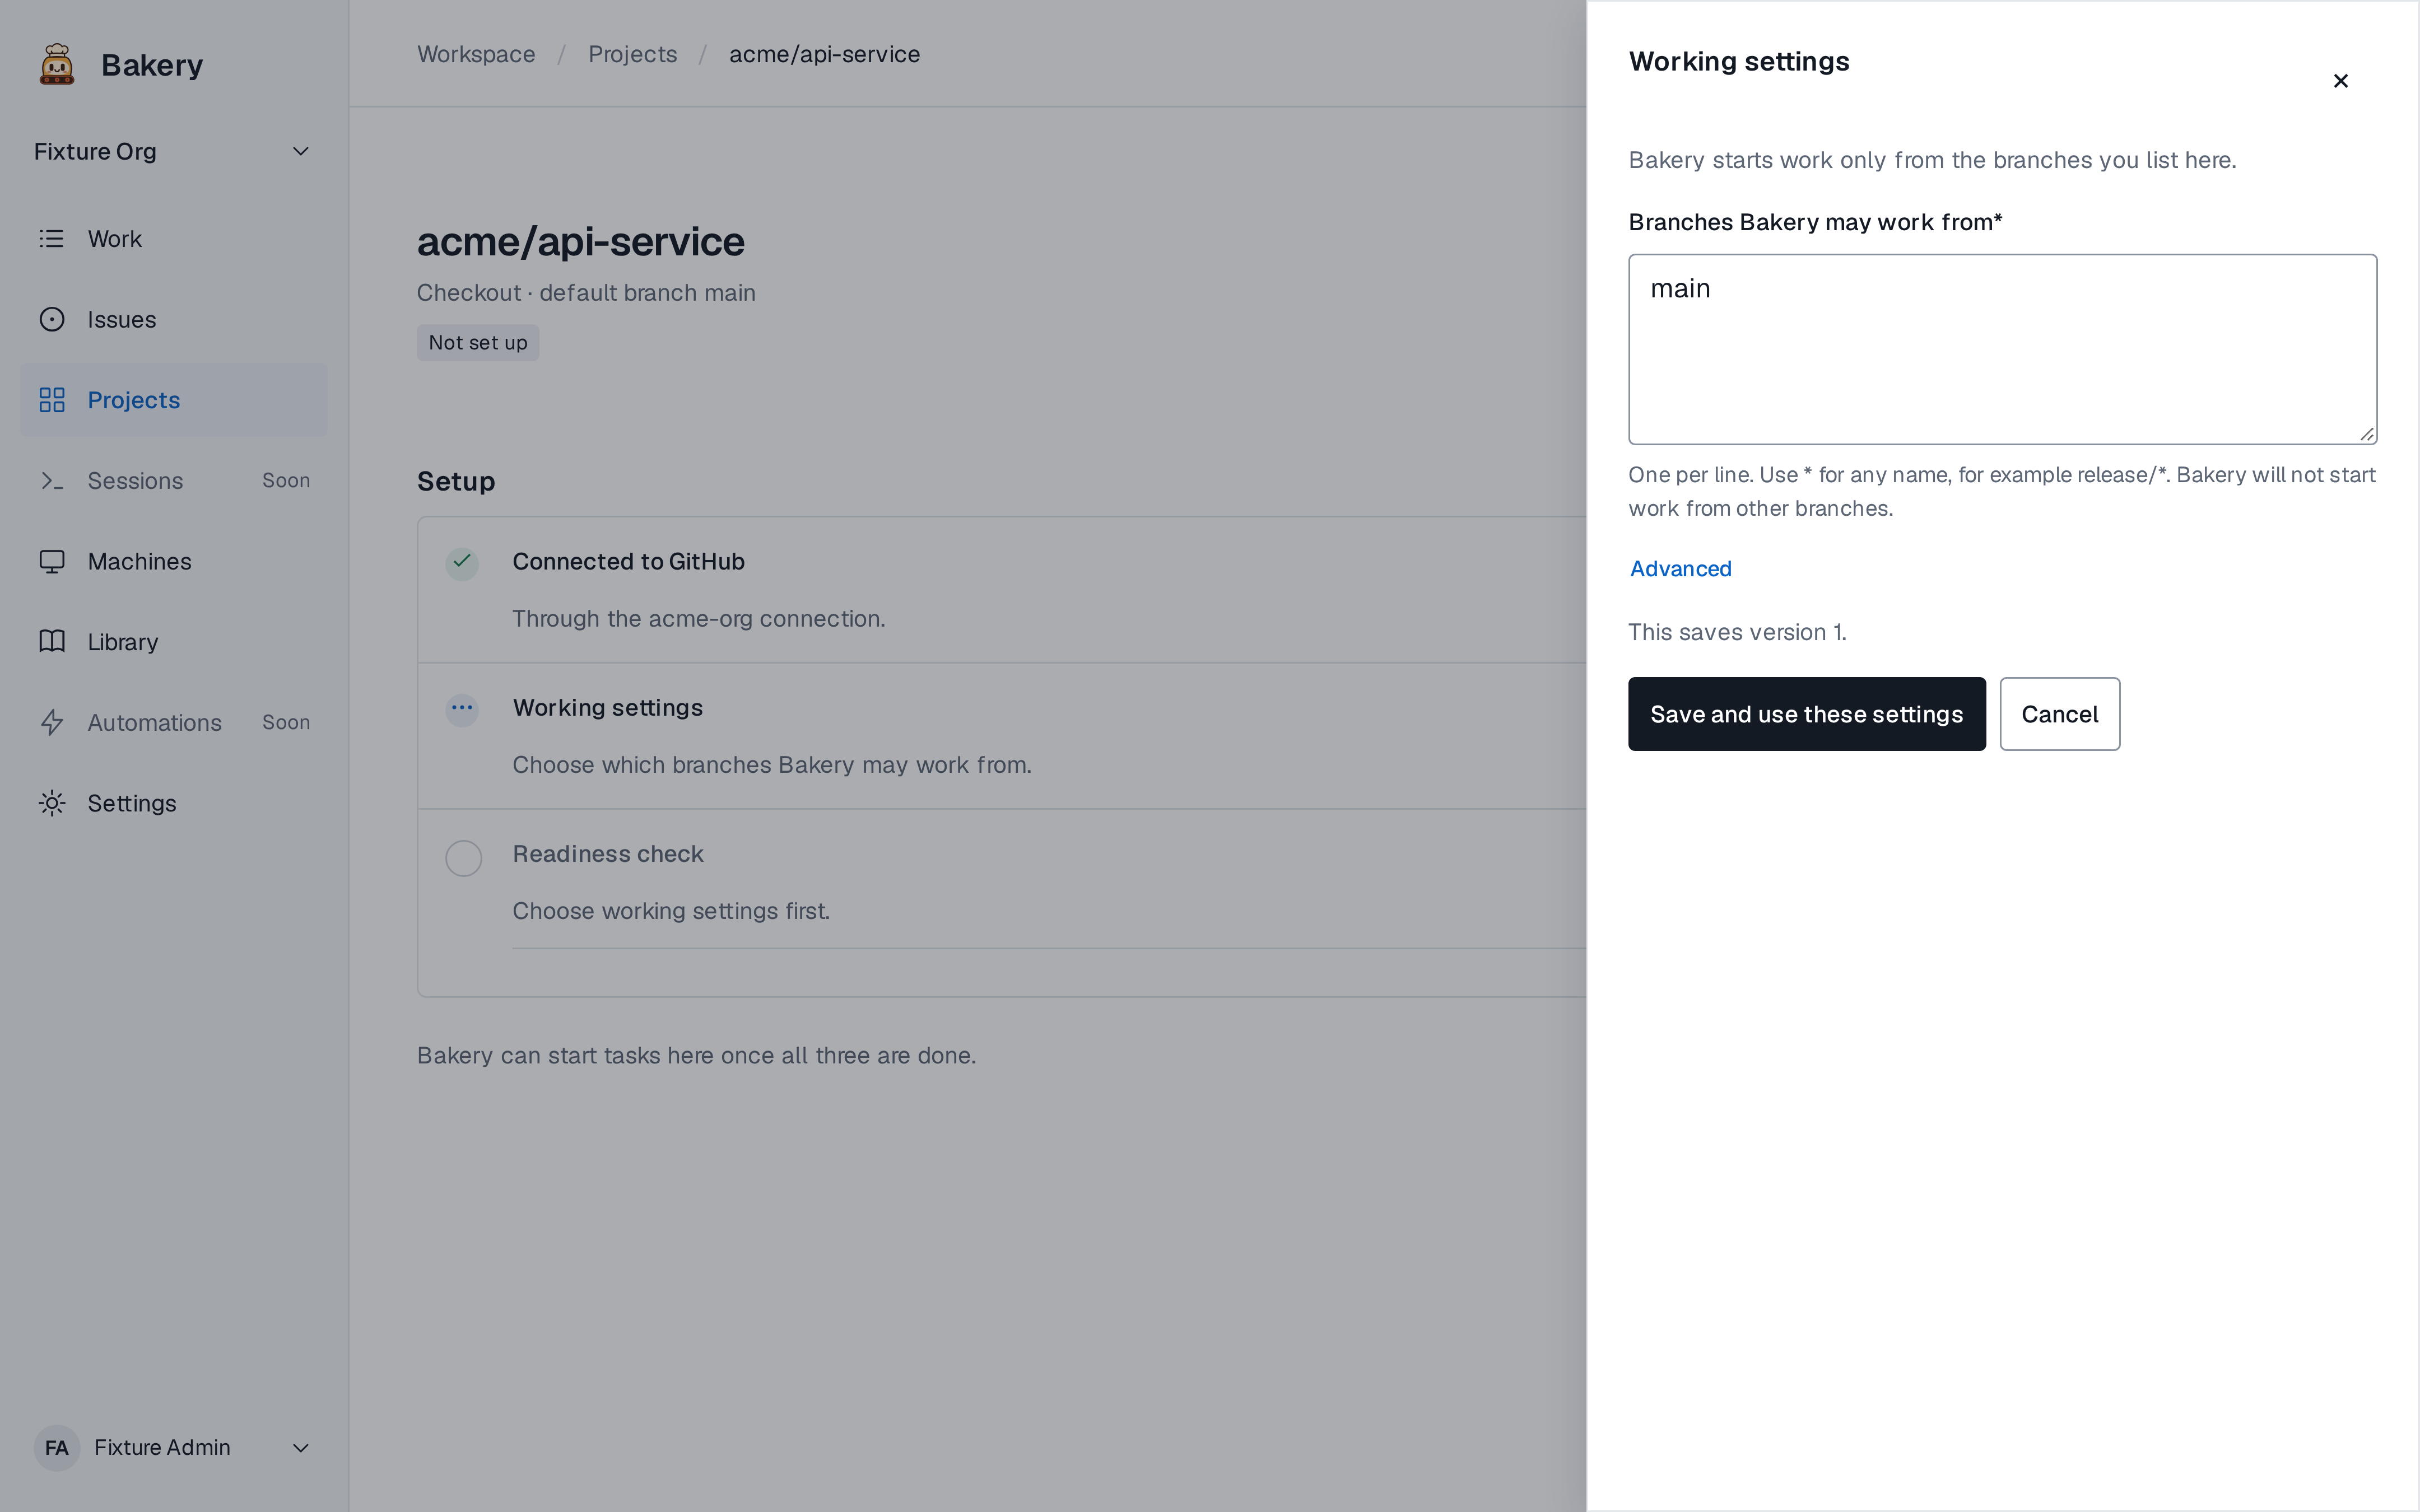 Bakery
Fixture Org
Work
Issues
Projects
Sessions Soon
Machines
Library
Automations Soon
Settings
FA Fixture Admin
Workspace / Projects / acme/api-service
acme/api-service
Checkout · default branch main
Not set up
Setup
Connected to GitHub
Through the acme-org connection.
Working settings
Choose which branches Bakery may work from.
Readiness check
Choose working settings first.
Bakery can start tasks here once all three are done.
Working settings
Bakery starts work only from the branches you list here.
Branches Bakery may work from*
main
One per line. Use * for any name, for example release/*. Bakery will not start
work from other branches.
Advanced
This saves version 1.
Save and use these settings Cancel